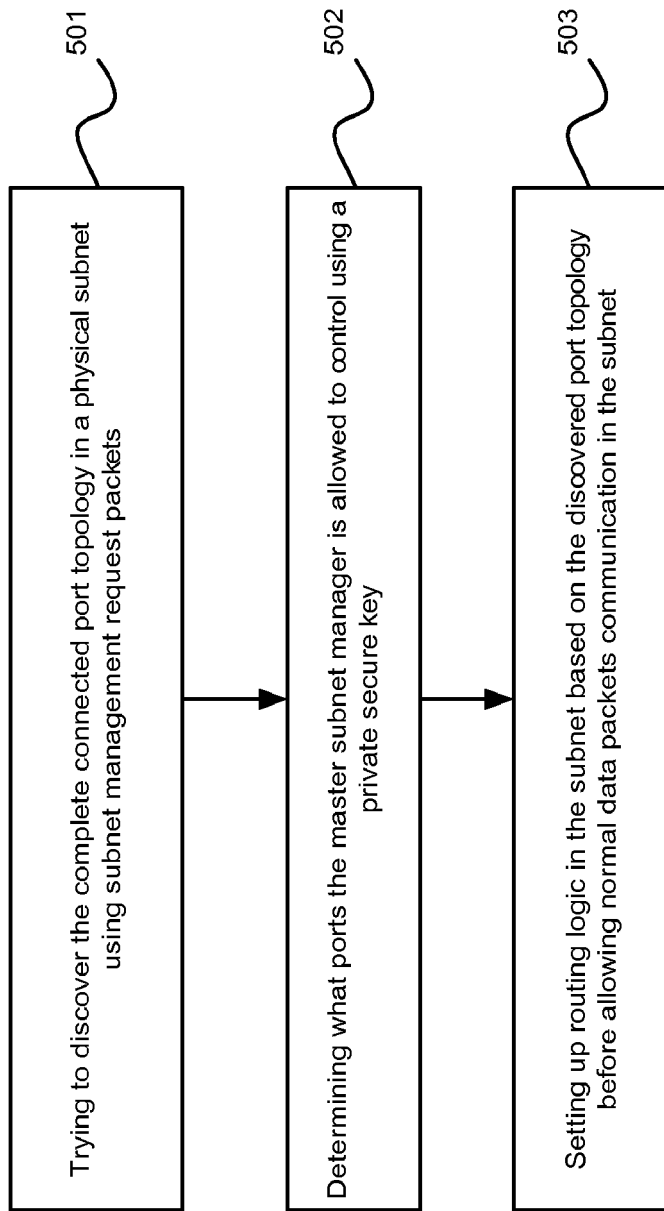 Trying to discover the complete connected port topology in a physical subnet
using subnet management request packets
501
Determining what ports the master subnet manager is allowed to control using a
private secure key
502
Setting up routing logic in the subnet based on the discovered port topology
before allowing normal data packets communication in the subnet
503